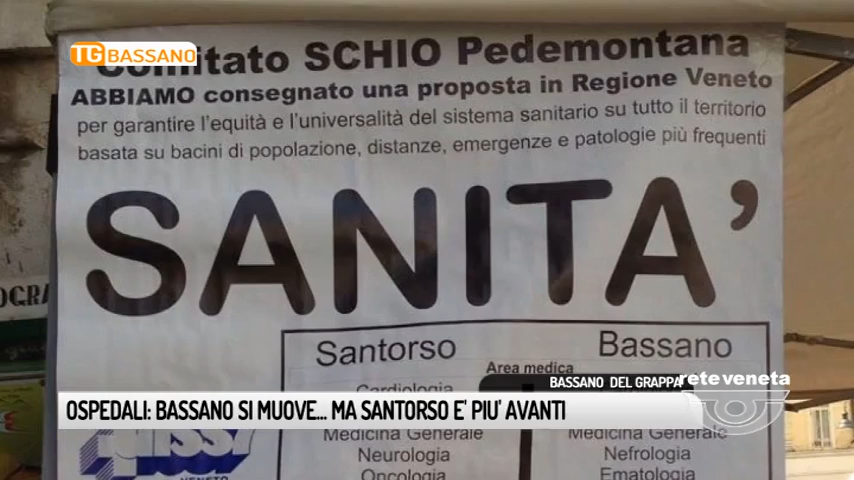 TG BASSANO
Comitato SCHIO Pedemontana
ABBIAMO consegnato una proposta in Regione Veneto
per garantire l'equità e l'universalità del sistema sanitario su tutto il territorio
basata su bacini di popolazione, distanze, emergenze e patologie più frequenti
SANITA'
OGRA
Santorso
Bassano
Area medica
Cardiologia
BASSANO DEL GRAPPA
reteveneta
OSPEDALI: BASSANO SI MUOVE... MA SANTORSO E' PIU' AVANTI
Medicina Generale
Medicina Generale
Neurologia
Nefrologia
Oncologia
Ematologia
VENETO